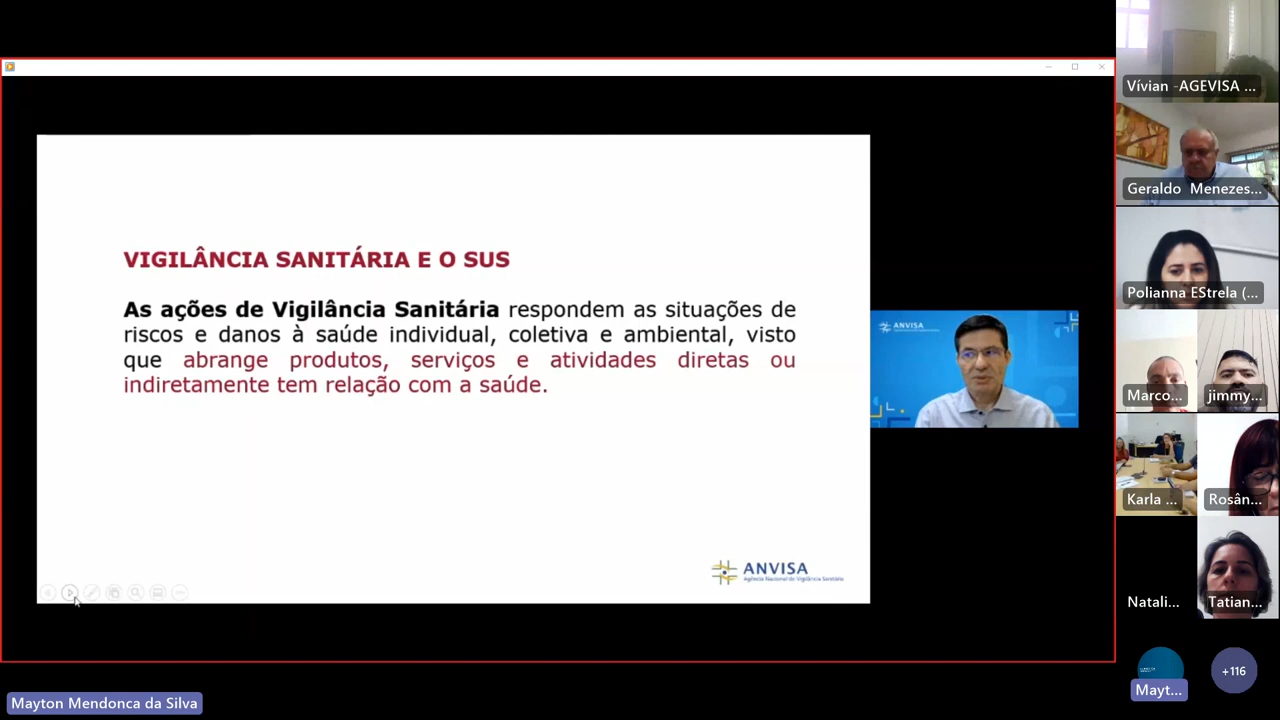 VIGILÂNCIA SANITÁRIA E O SUS
As ações de Vigilância Sanitária respondem as situações de
riscos e danos à saúde individual, coletiva e ambiental, visto
que abrange produtos, serviços e atividades diretas ou
indiretamente tem relação com a saúde.
ANVISA
Agência Nacional de Vigilância Sanitária
ANVISA
Vívian -AGEVISA ...
Geraldo Menezes...
Polianna EStrela (...
Marco...
jimmy...
Karla ...
Rosân...
Natali...
Tatian...
Mayt...
+116
Mayton Mendonca da Silva